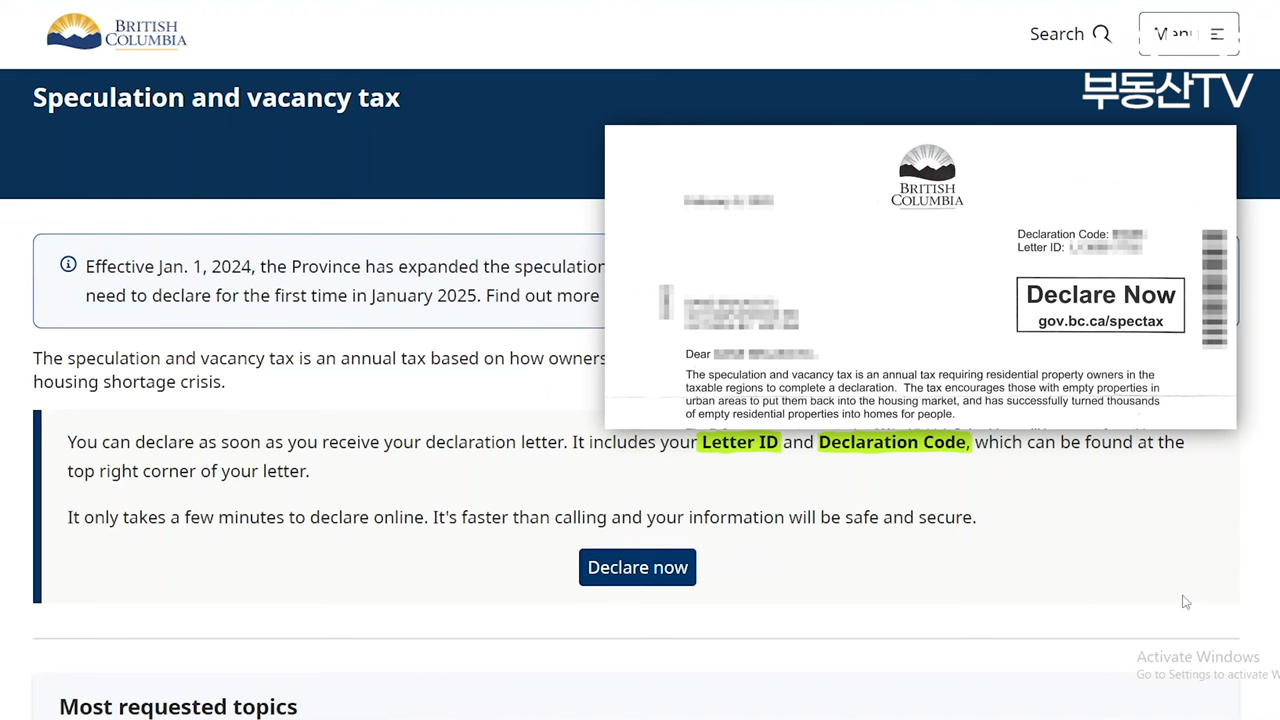 BRITISH
COLUMBIA
Search
Menu
Speculation and vacancy tax
부동산TV
BRITISH
COLUMBIA
Declaration Code:
Letter ID:
Declare Now
gov.bc.ca/spectax
Dear
The speculation and vacancy tax is an annual tax requiring residential property owners in the
taxable regions to complete a declaration. The tax encourages those with empty properties in
urban areas to put them back into the housing market, and has successfully turned thousands
of empty residential properties into homes for people.
Effective Jan. 1, 2024, the Province has expanded the speculation
need to declare for the first time in January 2025. Find out more
The speculation and vacancy tax is an annual tax based on how owners
housing shortage crisis.
You can declare as soon as you receive your declaration letter. It includes your Letter ID and Declaration Code, which can be found at the
top right corner of your letter.
It only takes a few minutes to declare online. It's faster than calling and your information will be safe and secure.
Declare now
Activate Windows
Go to Settings to activate W
Most requested topics